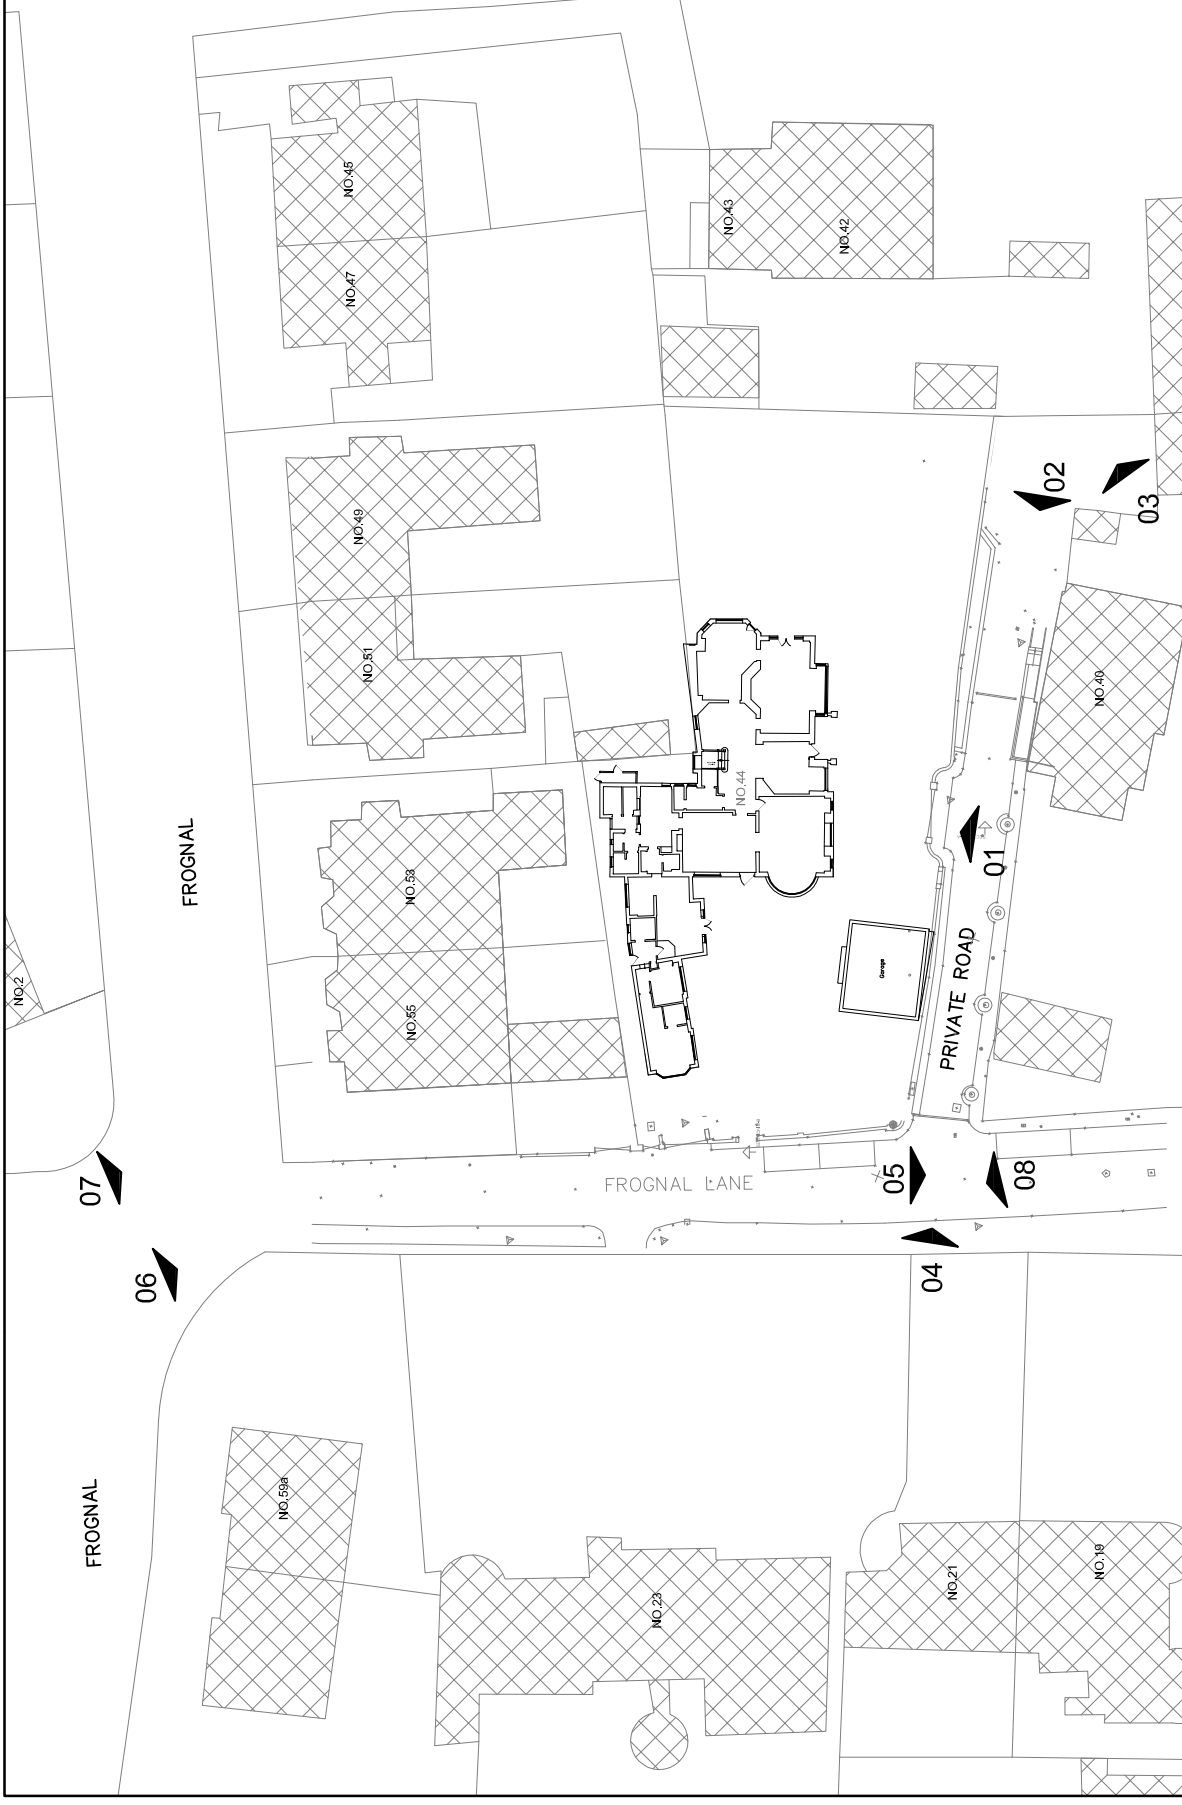 NO.45
NO.47
NO.43
NO.42
02
03
NO.49
NO.51
NO.40
NO.44
FROGNAL
NO.53
01
NO.2
NO.55
Garage
PRIVATE ROAD
07
FROGNAL LANE
05
08
06
04
FROGNAL
NO.59a
NO.23
NO.21
NO.19